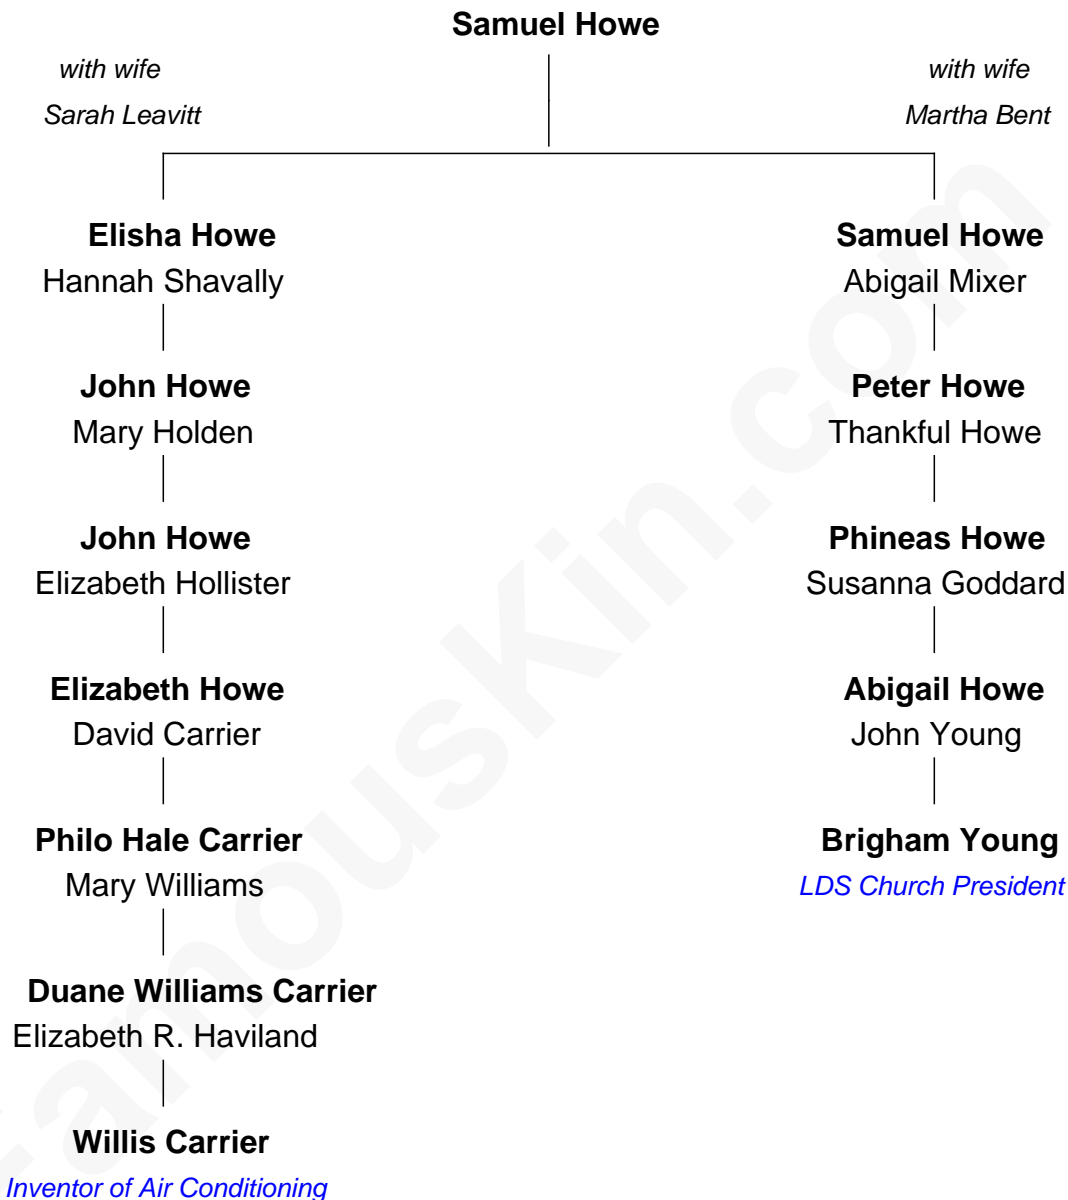 Samuel Howe
with wife
Sarah Leavitt
with wife
Martha Bent
Elisha Howe
Hannah Shavally
Samuel Howe
Abigail Mixer
John Howe
Mary Holden
Peter Howe
Thankful Howe
John Howe
Elizabeth Hollister
Phineas Howe
Susanna Goddard
Elizabeth Howe
David Carrier
Abigail Howe
John Young
Philo Hale Carrier
Mary Williams
Brigham Young
LDS Church President
Duane Williams Carrier
Elizabeth R. Haviland
Willis Carrier
Inventor of Air Conditioning
FamousKin.com